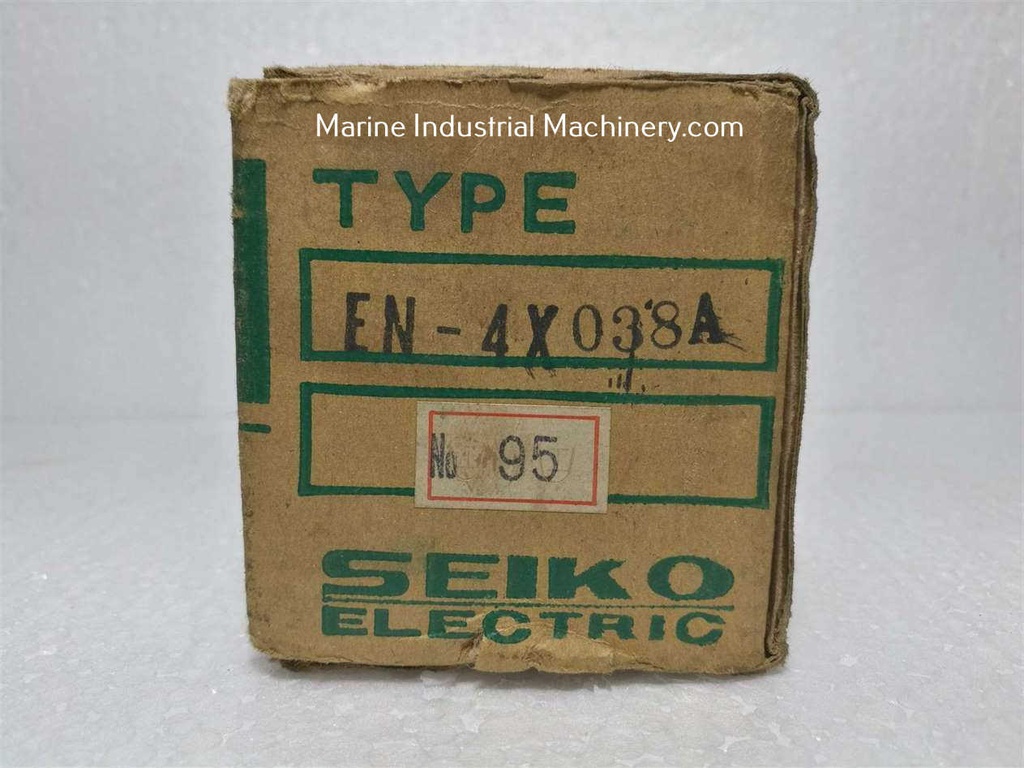 Marine Industrial Machinery.com
TYPE
EN-4X038A
No 95
SEIKO
ELECTRIC